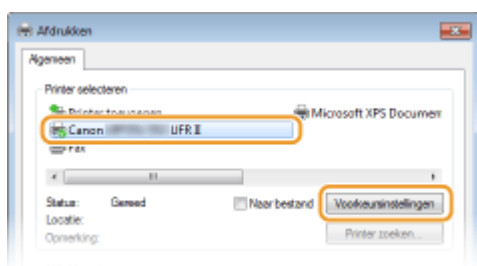 Afdrukken
Algemeen
Printer selecteren
Printer toevoegen
Microsoft XPS Documen
Canon UFR II
Fax
Status: Gereed
Naar bestand
Voorkeursinstellingen
Locatie:
Opmerking:
Printer zoeken...